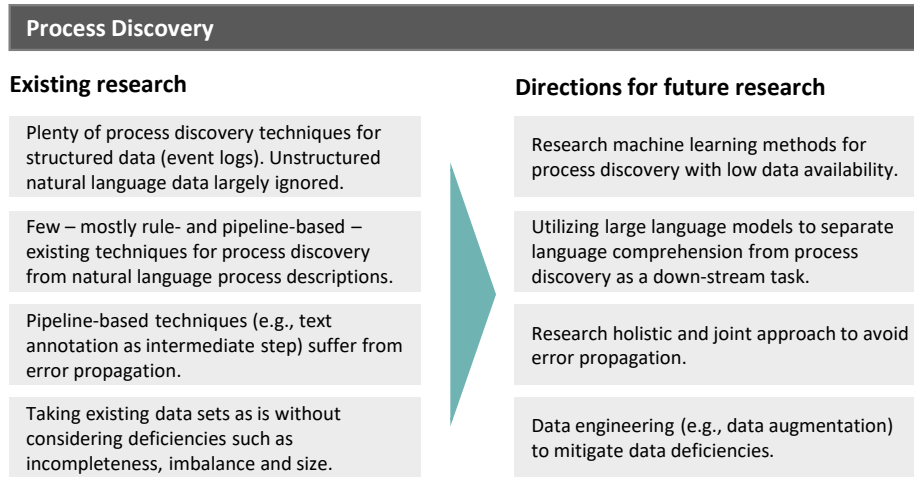 Process Discovery
Existing research
Plenty of process discovery techniques for
structured data (event logs). Unstructured
natural language data largely ignored.
Few – mostly rule- and pipeline-based –
existing techniques for process discovery
from natural language process descriptions.
Pipeline-based techniques (e.g., text
annotation as intermediate step) suffer from
error propagation.
Taking existing data sets as is without
considering deficiencies such as
incompleteness, imbalance and size.
Directions for future research
Research machine learning methods for
process discovery with low data availability.
Utilizing large language models to separate
language comprehension from process
discovery as a down-stream task.
Research holistic and joint approach to avoid
error propagation.
Data engineering (e.g., data augmentation)
to mitigate data deficiencies.